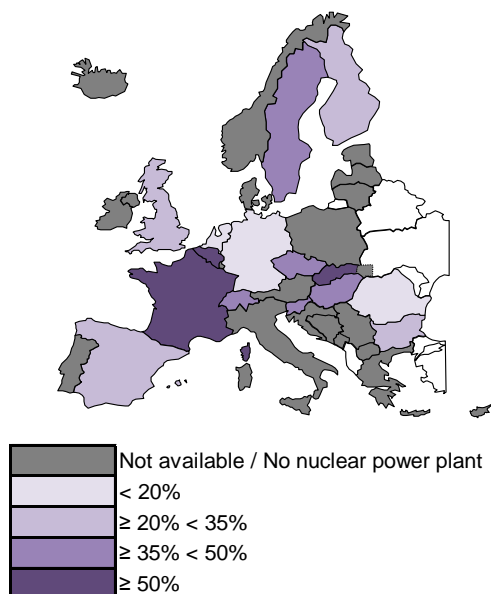 Not available / No nuclear power plant
< 20%
≥ 20% < 35%
≥ 35% < 50%
≥ 50%